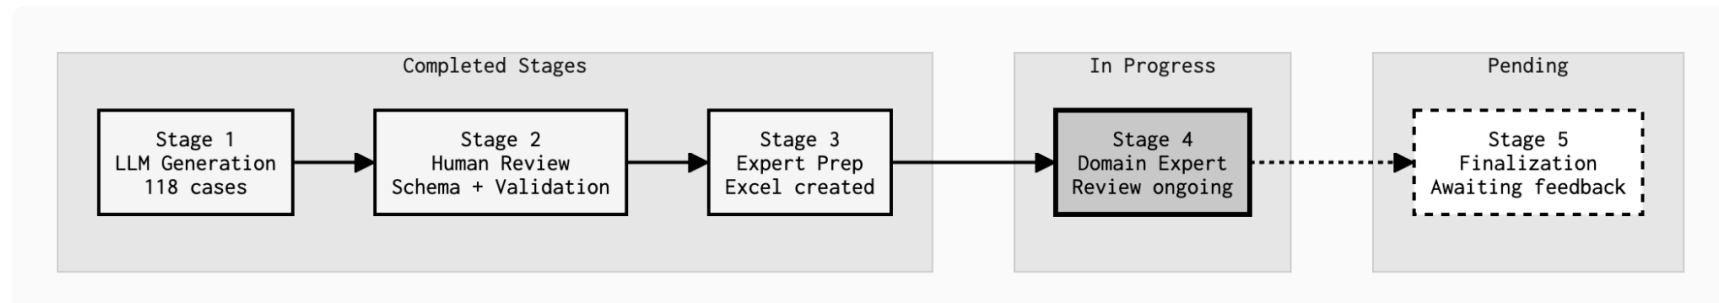 Completed Stages
Stage 1
LLM Generation
118 cases
Stage 2
Human Review
Schema + Validation
Stage 3
Expert Prep
Excel created
In Progress
Stage 4
Domain Expert
Review ongoing
Pending
Stage 5
Finalization
Awaiting feedback